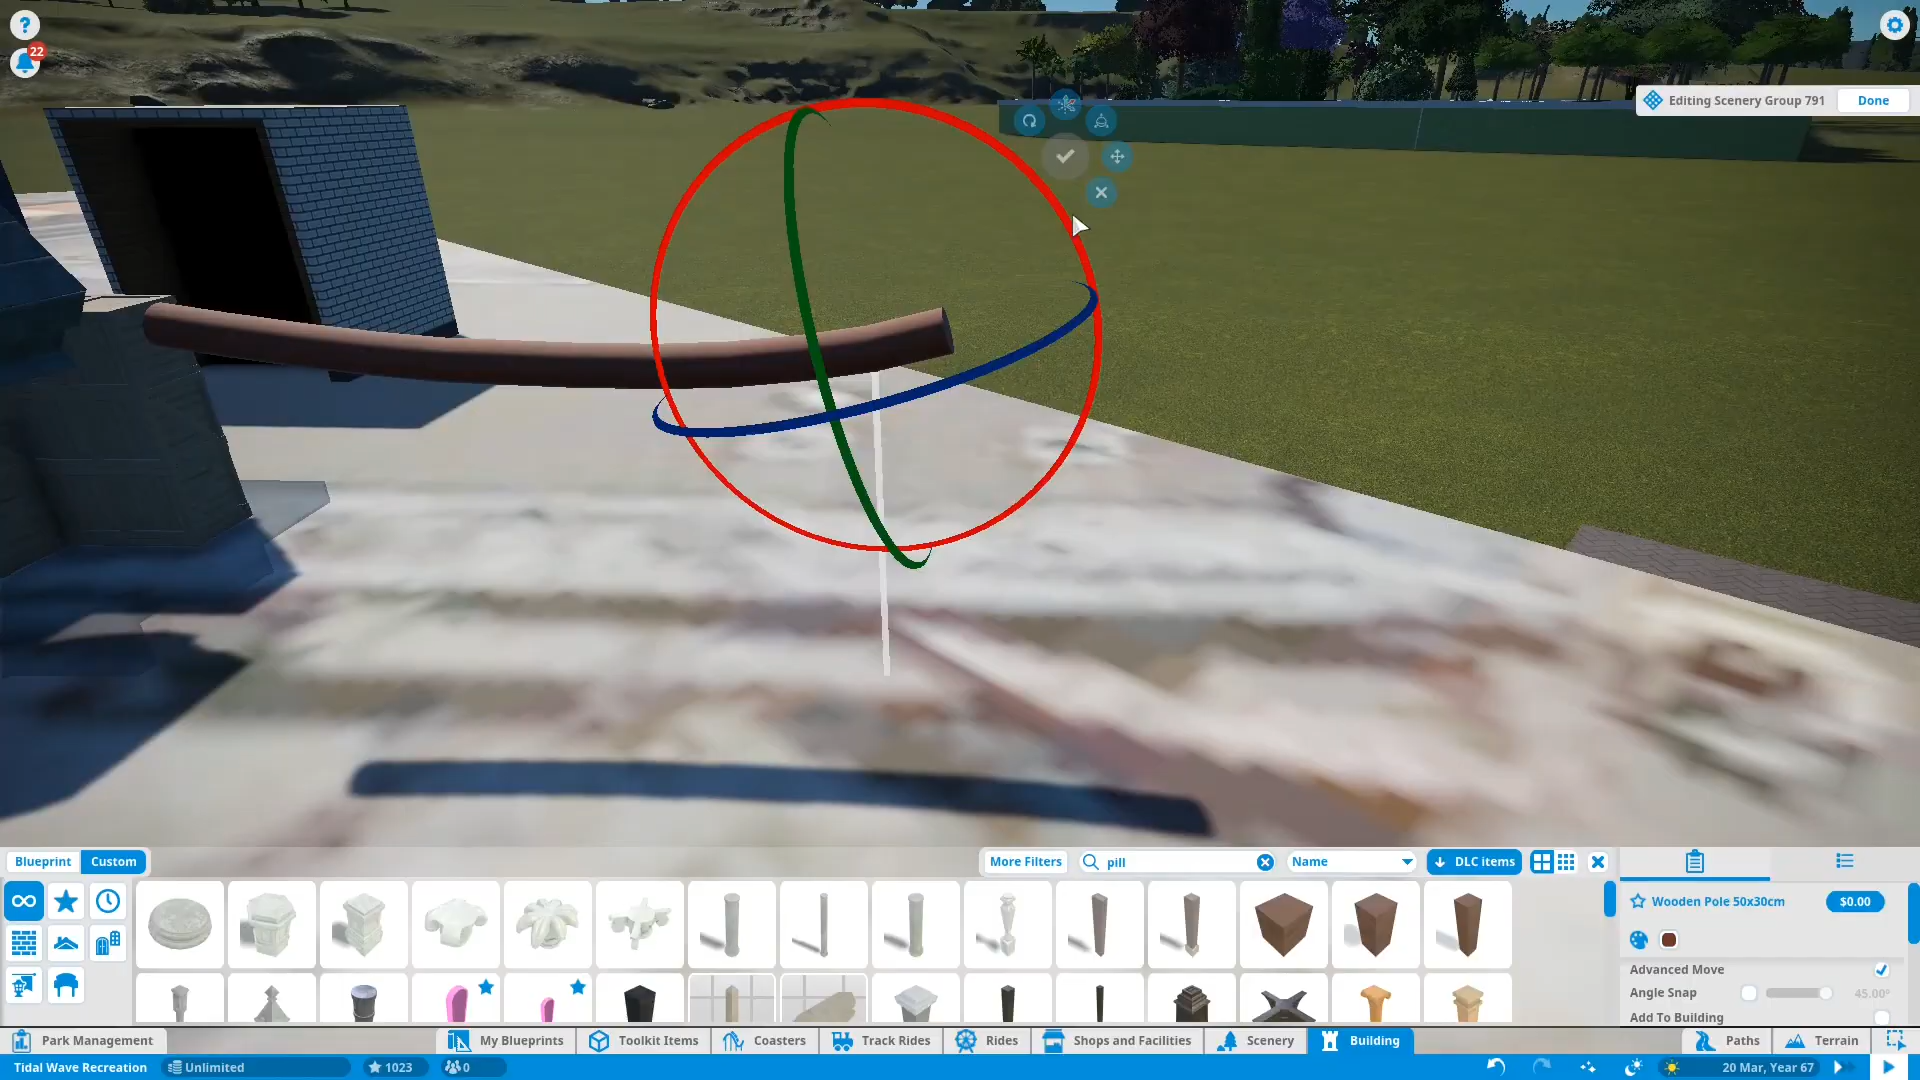 ?
22
Editing Scenery Group 791
Done
Blueprint
Custom
More Filters
pill
Name
DLC items
Wooden Pole 50x30cm
$0.00
Advanced Move
Angle Snap
45.00°
Add To Building
Park Management
My Blueprints
Toolkit Items
Coasters
Track Rides
Rides
Shops and Facilities
Scenery
Building
Paths
Terrain
Tidal Wave Recreation
Unlimited
1023
0
20 Mar, Year 67